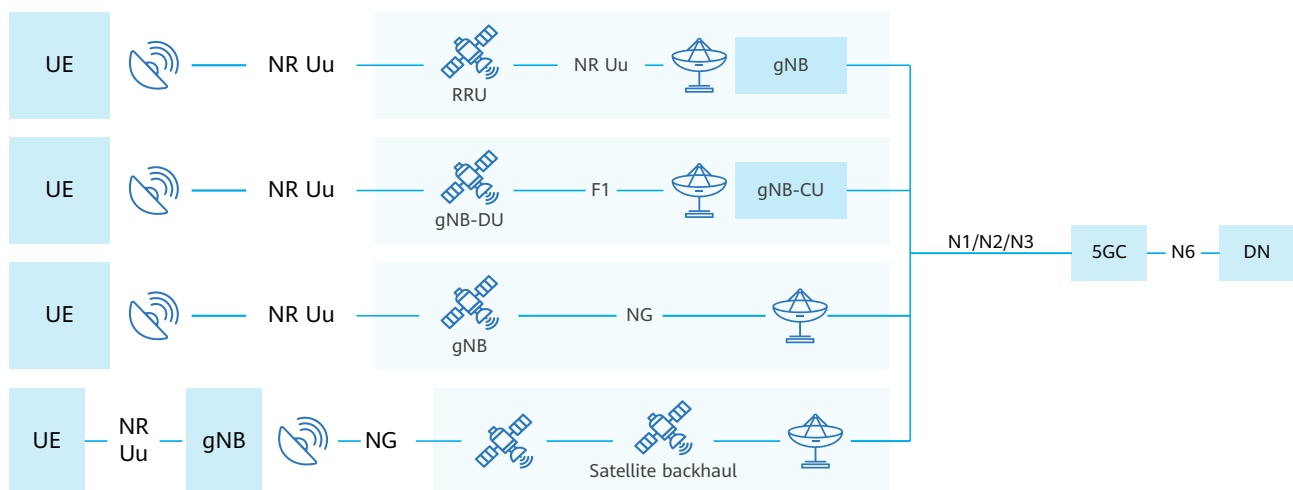 UE
NR Uu
RRU
NR Uu
gNB
UE
NR Uu
gNB-DU
F1
gNB-CU
N1/N2/N3
5GC
N6
DN
UE
NR Uu
gNB
NG
UE
NR
Uu
gNB
NG
Satellite backhaul